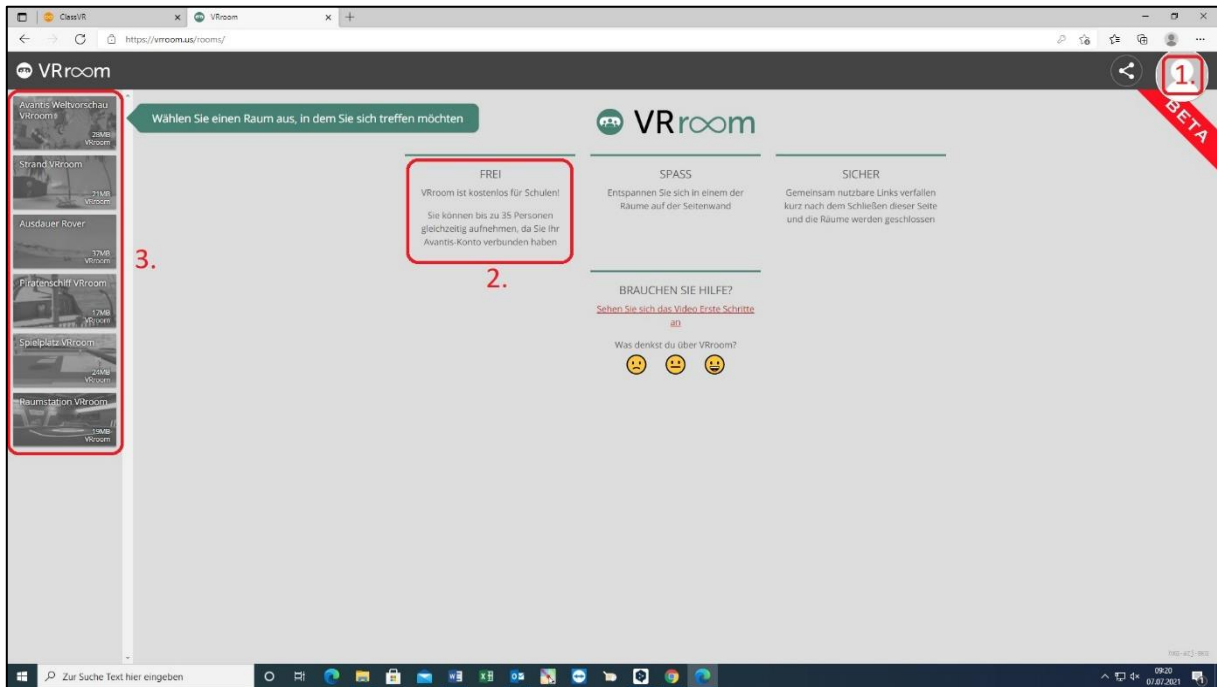 ClassVR
VRroom
https://vrroom.us/rooms/
VRroom
1.
BETA
Avantis Weltvorschau
VRrooms
28MB
VRroom
Strand VRroom
21MB
VRroom
Ausdauer Rover
37MB
VRroom
Piratenschiff VRroom
17MB
VRroom
Spielplatz VRroom
24MB
VRroom
Raumstation VRroom
19MB
VRroom
3.
Wählen Sie einen Raum aus, in dem Sie sich treffen möchten
VRroom
FREI
VRroom ist kostenlos für Schulen!
Sie können bis zu 35 Personen
gleichzeitig aufnehmen, da Sie Ihr
Avantis-Konto verbunden haben
2.
SPASS
Entspannen Sie sich in einem der
Räume auf der Seitenwand
SICHER
Gemeinsam nutzbare Links verfallen
kurz nach dem Schließen dieser Seite
und die Räume werden geschlossen
BRAUCHEN SIE HILFE?
Sehen Sie sich das Video Erste Schritte
an
Was denkst du über VRroom?
Zur Suche Text hier eingeben
09:20
07.07.2021